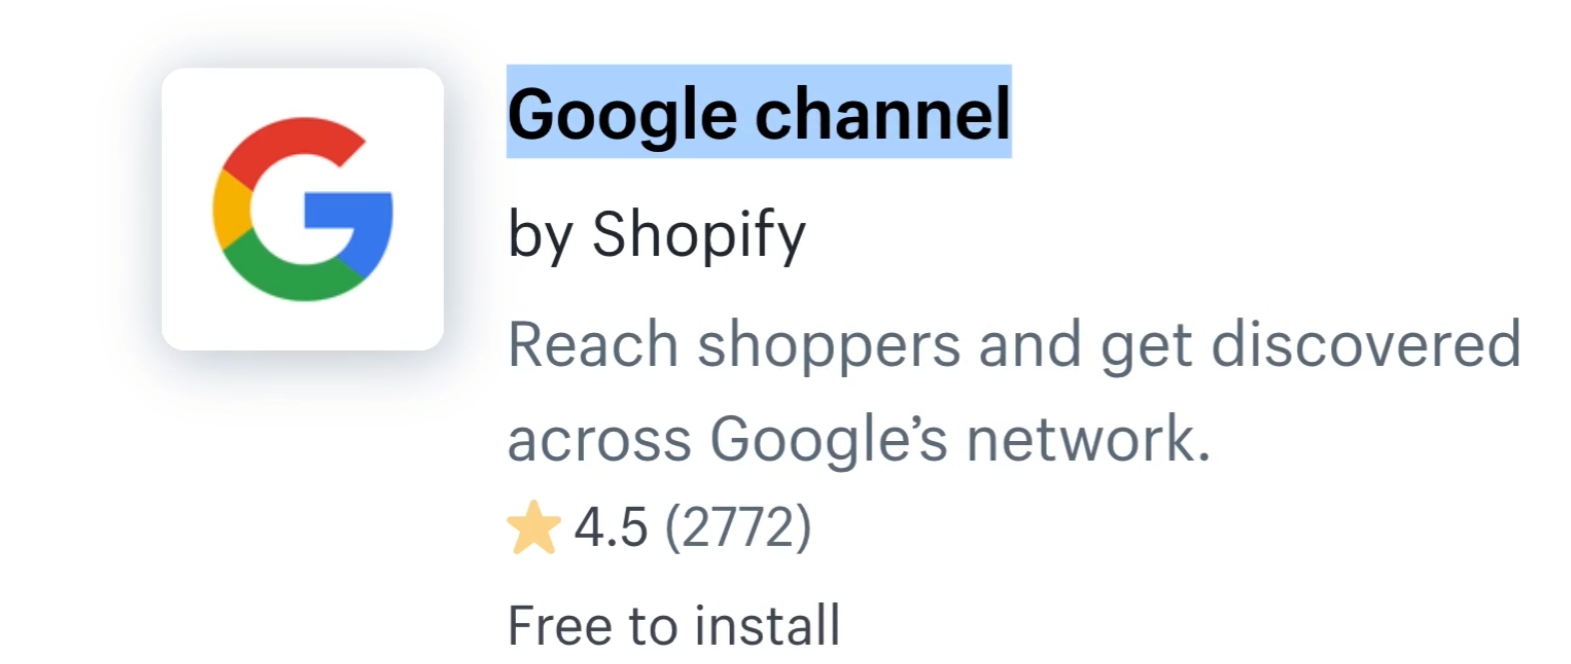 Google channel
by Shopify
Reach shoppers and get discovered
across Google’s network.
4.5 (2772)
Free to install